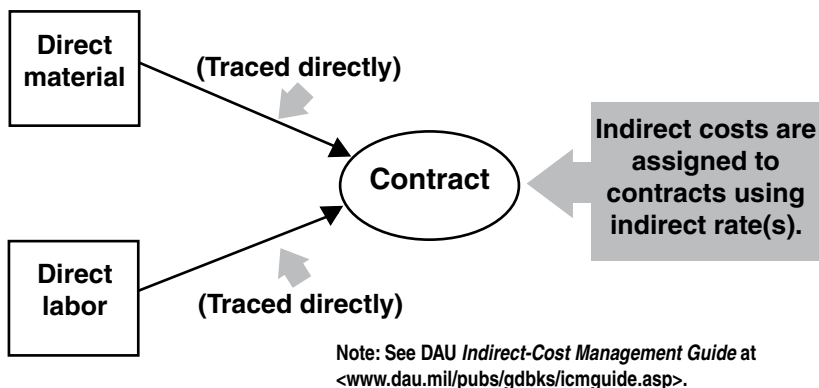 Direct
material
(Traced directly)
Contract
Indirect costs are
assigned to
contracts using
indirect rate(s).
Direct
labor
(Traced directly)
Note: See DAU Indirect-Cost Management Guide at
<www.dau.mil/pubs/gdbks/icmguide.asp>.